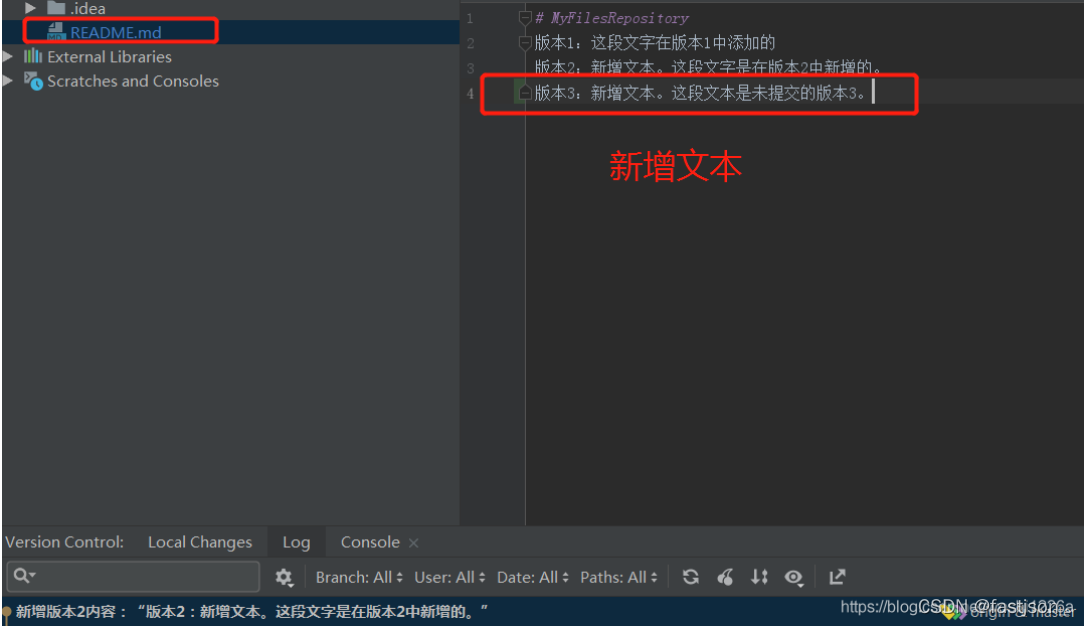 .idea
README.md
External Libraries
Scratches and Consoles
1 # MyFilesRepository
2 版本1：这段文字在版本1中添加的
3 版本2：新增文本。这段文字是在版本2中新增的。
4 版本3：新增文本。这段文本是未提交的版本3。
新增文本
Version Control: Local Changes Log Console
Branch: All User: All Date: All Paths: All
新增版本2内容：“版本2：新增文本。这段文字是在版本2中新增的。”
https://blog
CSDN
master